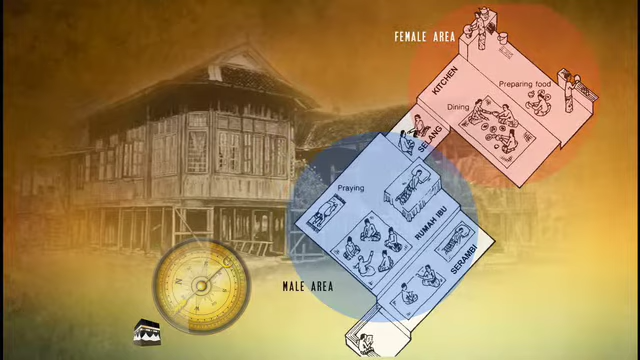 FEMALE AREA
KITCHEN
Preparing food
Dining
SELANG
Praying
RUMAH IBU
SERAMBI
MALE AREA
N